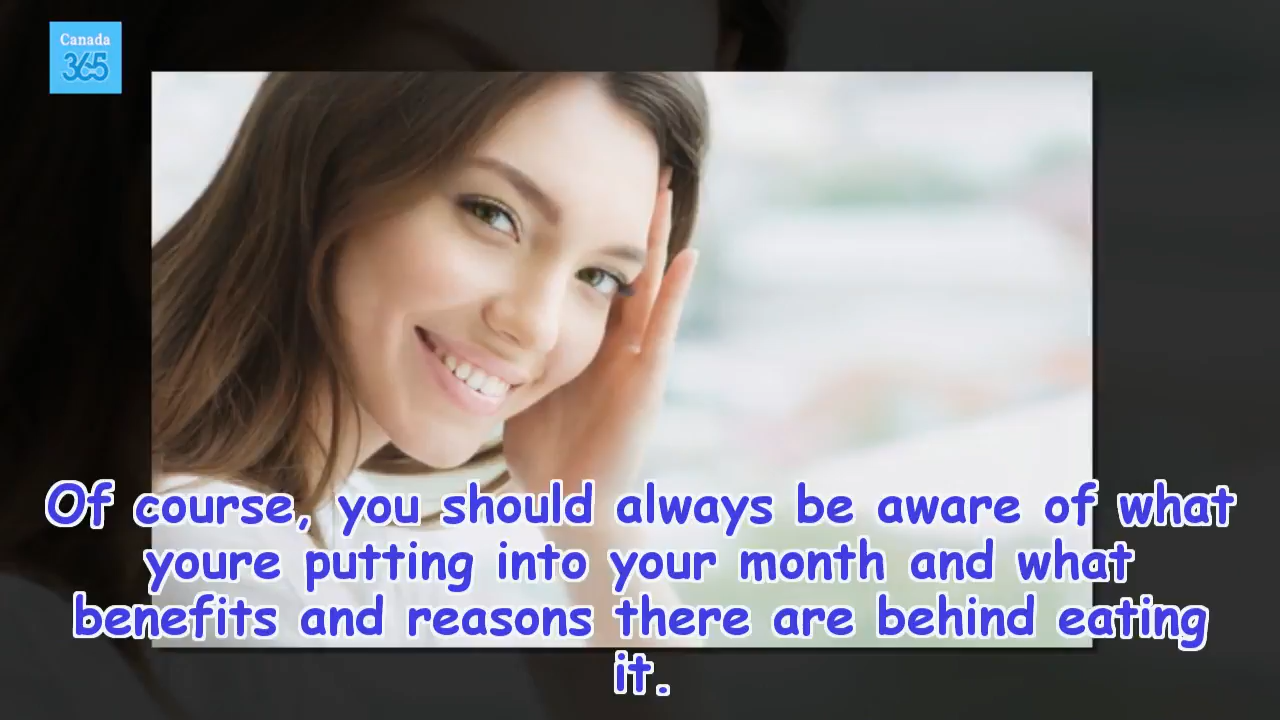 Canada
365
Of course, you should always be aware of what
youre putting into your month and what
benefits and reasons there are behind eating
it.